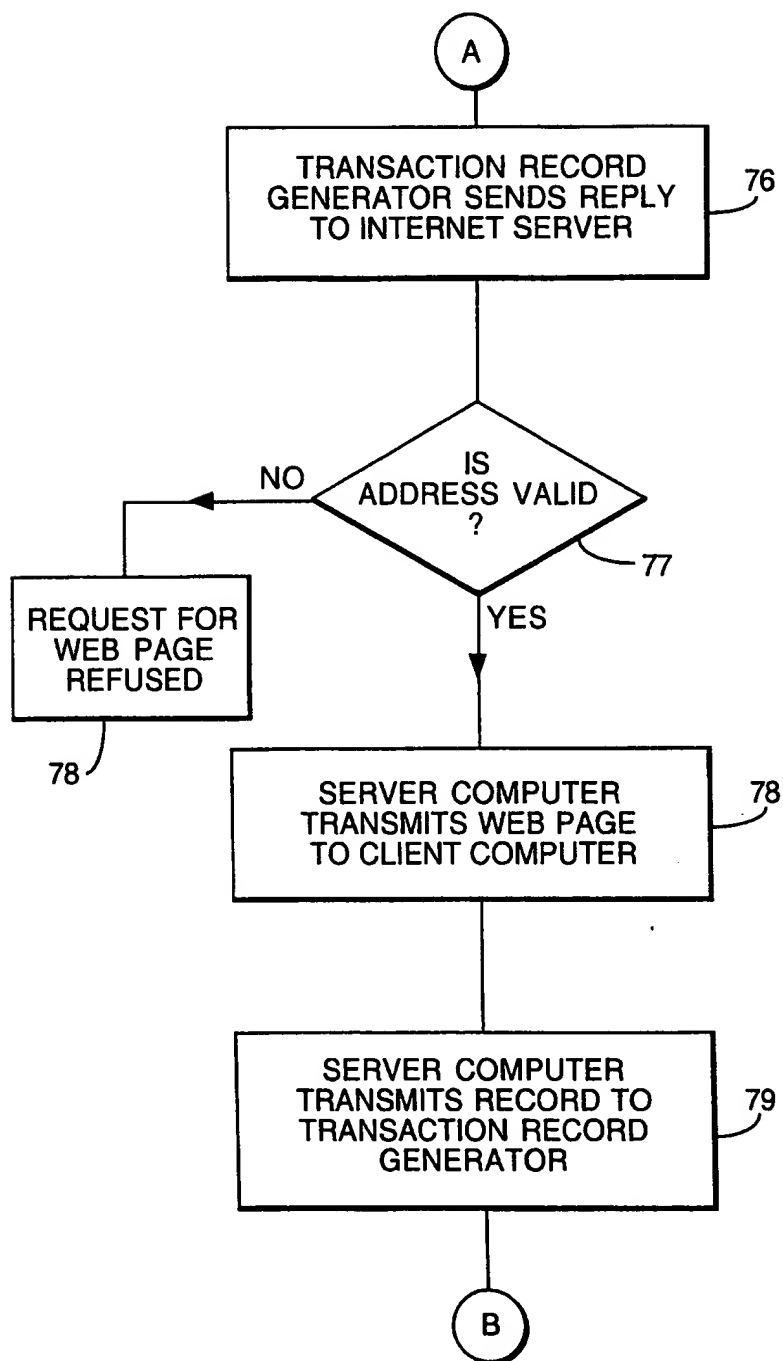 A
TRANSACTION RECORD
GENERATOR SENDS REPLY
TO INTERNET SERVER
76
IS
ADDRESS VALID
?
77
NO
YES
REQUEST FOR
WEB PAGE
REFUSED
78
SERVER COMPUTER
TRANSMITS WEB PAGE
TO CLIENT COMPUTER
78
SERVER COMPUTER
TRANSMITS RECORD TO
TRANSACTION RECORD
GENERATOR
79
B